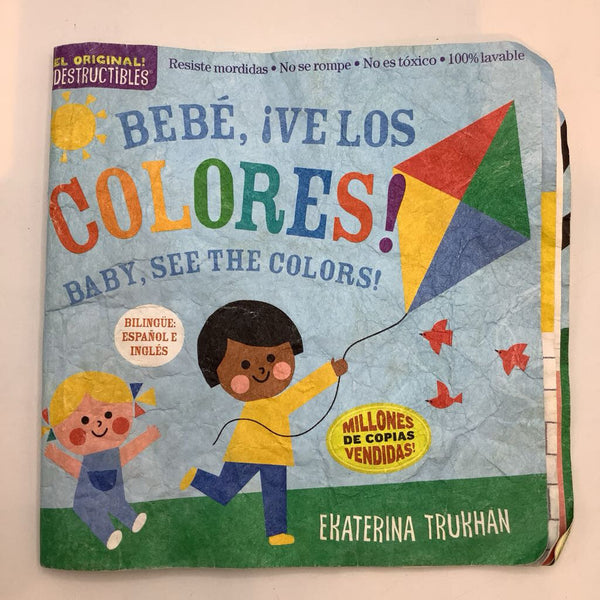 EL ORIGINAL!
DESTRUCTIBLES
Resiste mordidas • No se rompe • No es tóxico • 100% lavable
BEBÉ, ¡VE LOS
COLORES!
BABY, SEE THE COLORS!
BILINGÜE:
ESPAÑOL E
INGLÉS
MILLONES
DE COPIAS
VENDIDAS!
EKATERINA TRUKHAN